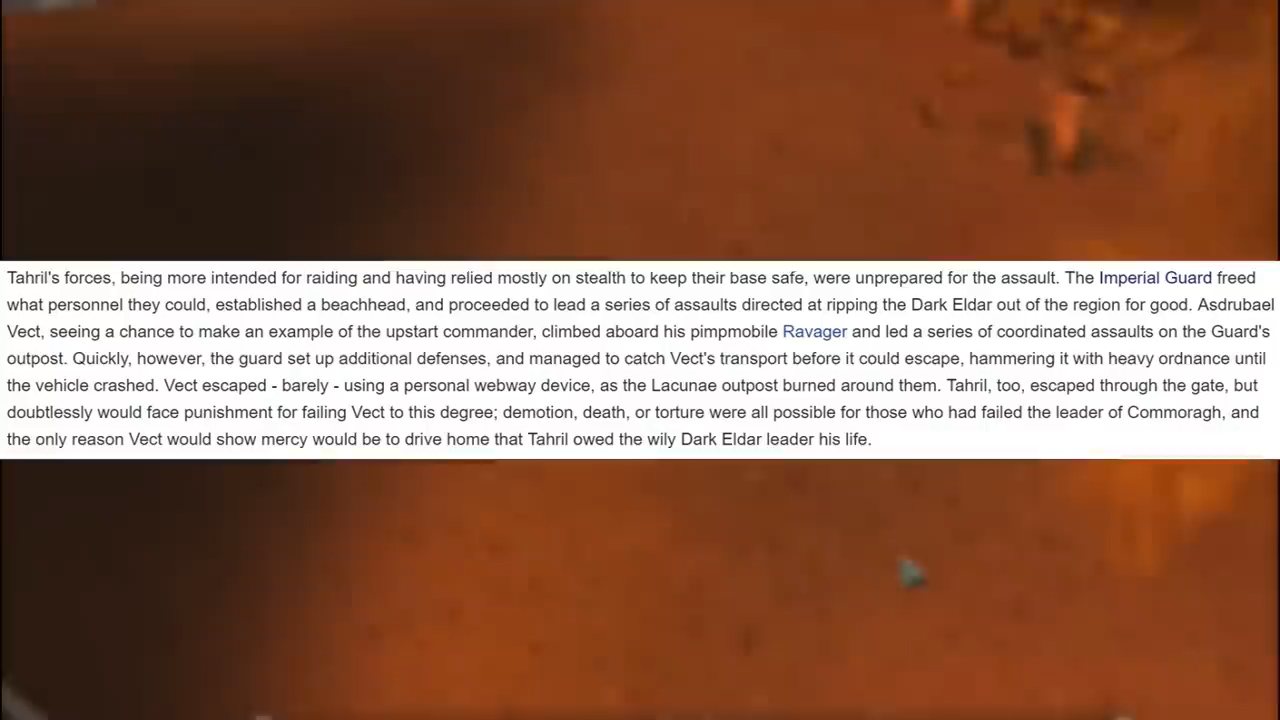 Tahril's forces, being more intended for raiding and having relied mostly on stealth to keep their base safe, were unprepared for the assault. The Imperial Guard freed
what personnel they could, established a beachhead, and proceeded to lead a series of assaults directed at ripping the Dark Eldar out of the region for good. Asdrubael
Vect, seeing a chance to make an example of the upstart commander, climbed aboard his pimpmobile Ravager and led a series of coordinated assaults on the Guard's
outpost. Quickly, however, the guard set up additional defenses, and managed to catch Vect's transport before it could escape, hammering it with heavy ordnance until
the vehicle crashed. Vect escaped - barely - using a personal webway device, as the Lacunae outpost burned around them. Tahril, too, escaped through the gate, but
doubtlessly would face punishment for failing Vect to this degree; demotion, death, or torture were all possible for those who had failed the leader of Commoragh, and
the only reason Vect would show mercy would be to drive home that Tahril owed the wily Dark Eldar leader his life.